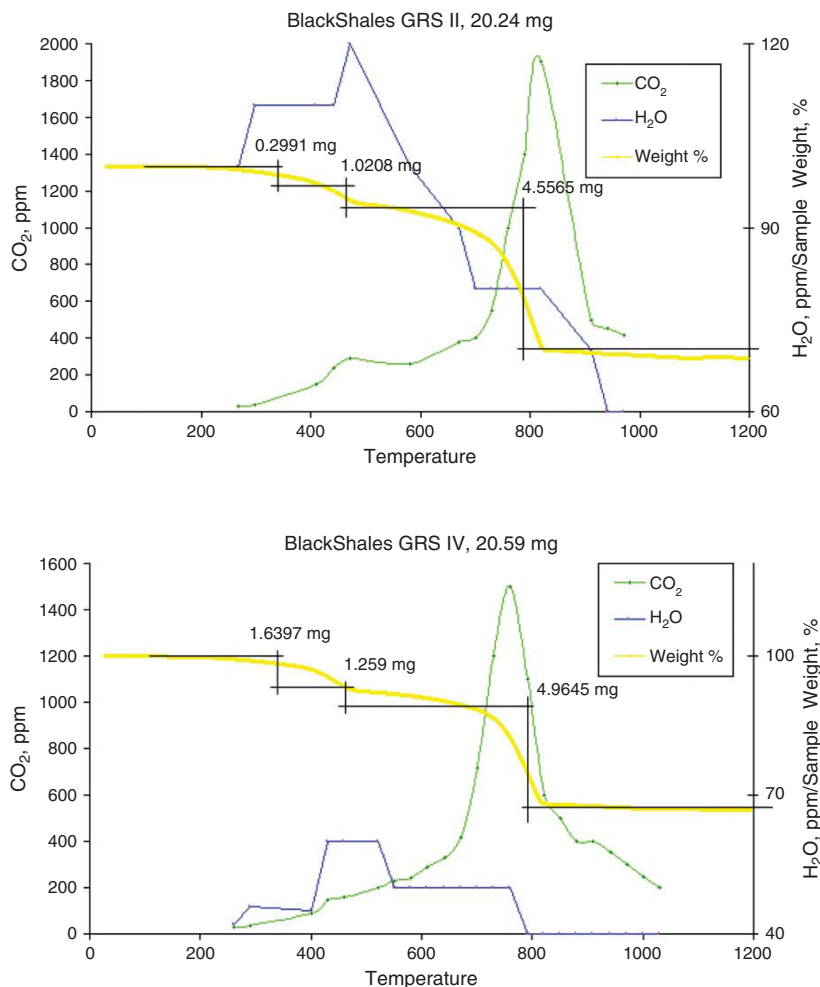 BlackShales GRS II, 20.24 mg
2000
1800
1600
1400
1200
1000
800
600
400
200
0
CO2, ppm
120
90
60
H2O, ppm/Sample Weight, %
CO2
H2O
Weight %
0.2991 mg
1.0208 mg
4.5565 mg
0 200 400 600 800 1000 1200
Temperature
BlackShales GRS IV, 20.59 mg
1600
1400
1200
1000
800
600
400
200
0
CO2, ppm
100
70
40
H2O, ppm/Sample Weight, %
CO2
H2O
Weight %
1.6397 mg
1.259 mg
4.9645 mg
0 200 400 600 800 1000 1200
Temperature